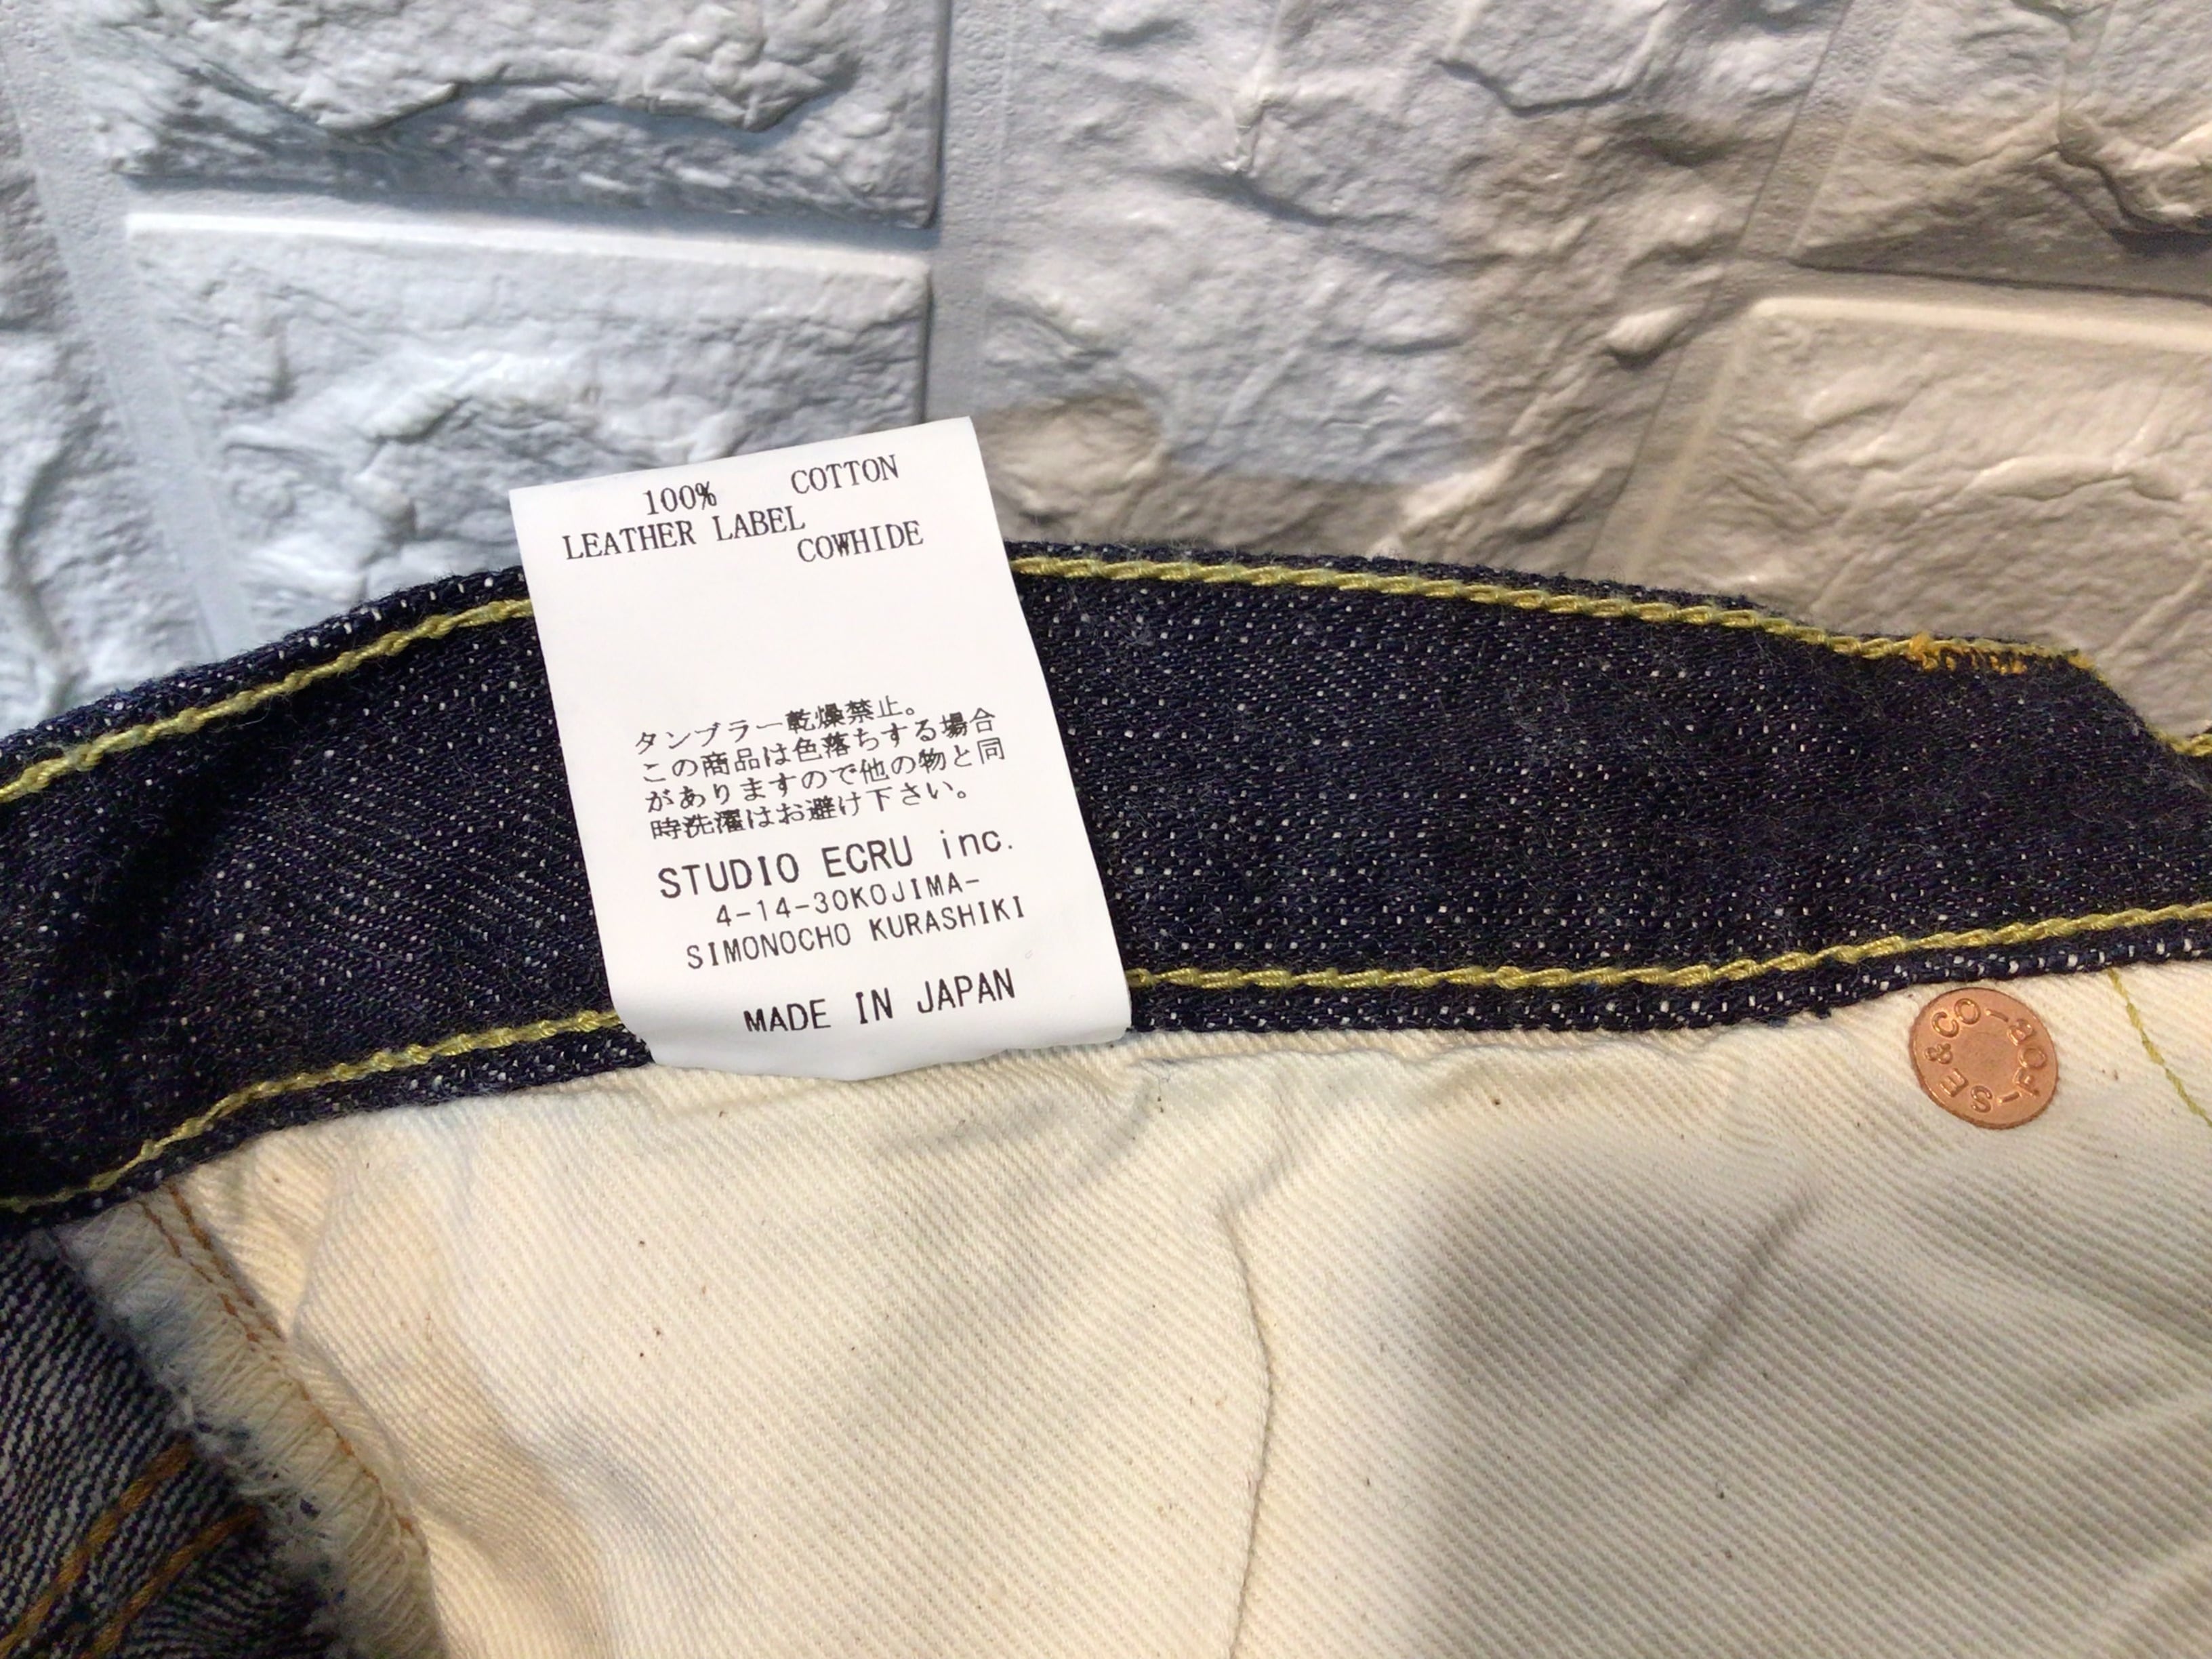 100% COTTON
LEATHER LABEL
COWHIDE
タンブラー乾燥禁止。
この商品は色落ちする場合
がありますので他の物と同
時洗濯はお避け下さい。
STUDIO ECRU inc.
4-14-30KOJIMA-
SIMONOCHO KURASHIKI
MADE IN JAPAN
SE&CO-